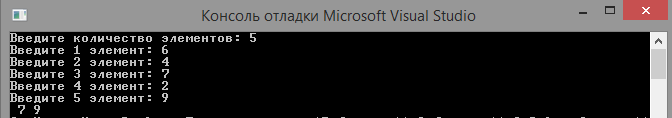 Консоль отладки Microsoft Visual Studio
Введите количество элементов: 5
Введите 1 элемент: 6
Введите 2 элемент: 4
Введите 3 элемент: 7
Введите 4 элемент: 2
Введите 5 элемент: 9
7 9